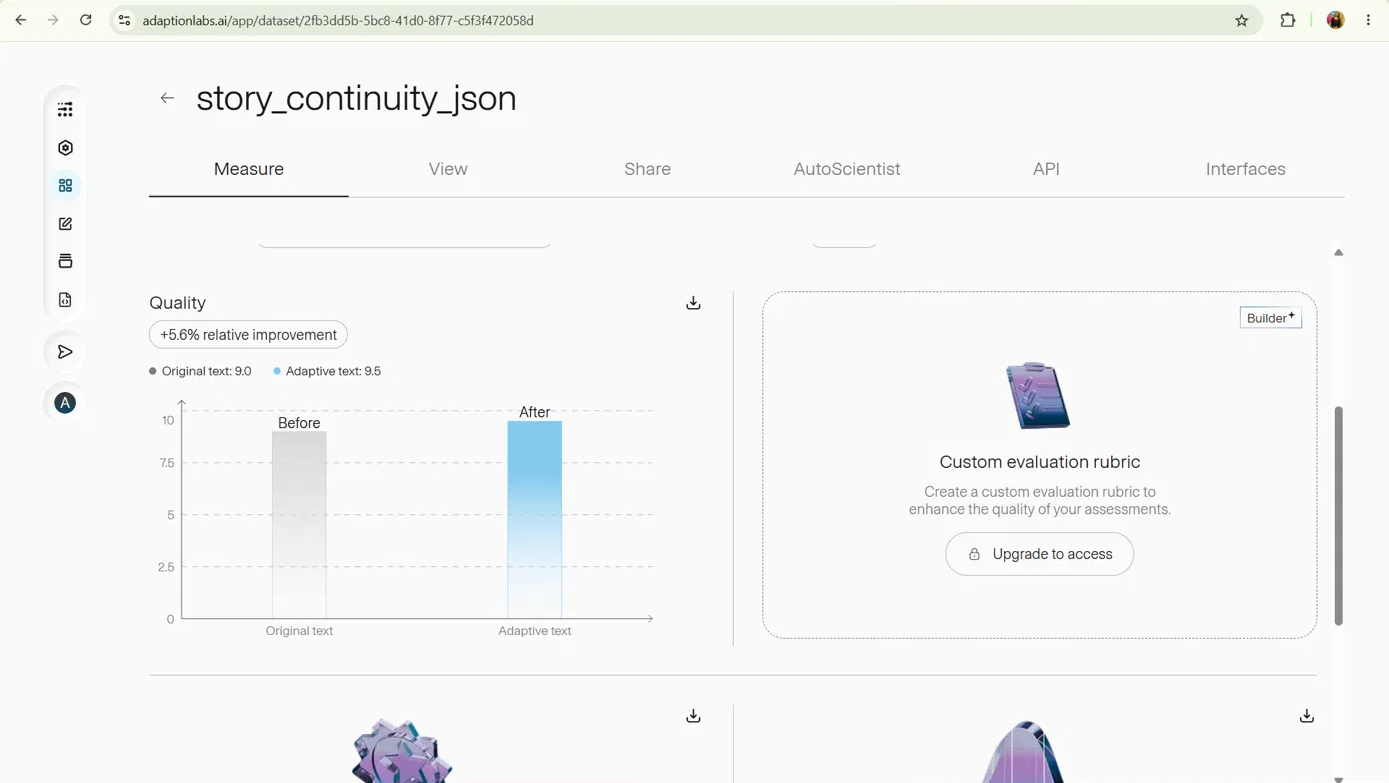 adaptionlabs.ai/app/dataset/2fb3dd5b-5bc8-41d0-8f77-c5f3f472058d
story_continuity_json
Measure
View
Share
AutoScientist
API
Interfaces
Quality
+5.6% relative improvement
Original text: 9.0
Adaptive text: 9.5
10
7.5
5
2.5
0
Before
After
Original text
Adaptive text
Builder+
Custom evaluation rubric
Create a custom evaluation rubric to
enhance the quality of your assessments.
Upgrade to access
A